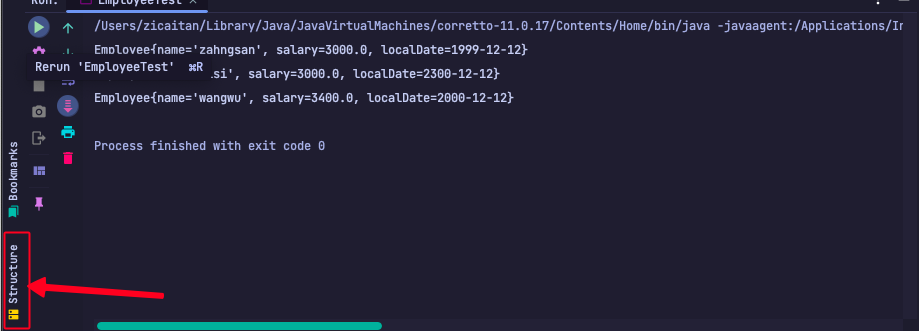 Run: EmployeeTest ×
/Users/zicaitan/Library/Java/JavaVirtualMachines/corretto-11.0.17/Contents/Home/bin/java -javaagent:/Applications/In
Employee{name='zahngsan', salary=3000.0, localDate=1999-12-12}
Rerun 'EmployeeTest' ⌘R
si', salary=3000.0, localDate=2300-12-12}
Employee{name='wangwu', salary=3400.0, localDate=2000-12-12}
Process finished with exit code 0
Bookmarks
Structure